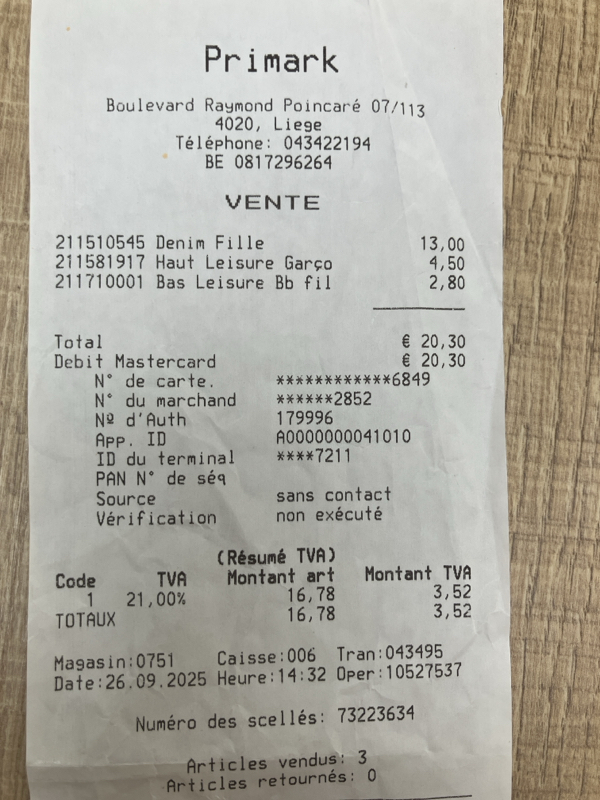 Primark
Boulevard Raymond Poincaré 07/113
4020, Liege
Téléphone: 043422194
BE 0817296264
VENTE
211510545 Denim Fille 13,00
211581917 Haut Leisure Garço 4,50
211710001 Bas Leisure Bb fil 2,80
Total € 20,30
Debit Mastercard € 20,30
N° de carte. ************6849
N° du marchand ******2852
Nº d'Auth 179996
App. ID A0000000041010
ID du terminal ****7211
PAN N° de séq
Source sans contact
Vérification non exécuté
(Résumé TVA)
Code TVA Montant art Montant TVA
1 21,00% 16,78 3,52
TOTAUX 16,78 3,52
Magasin:0751 Caisse:006 Tran:043495
Date:26.09.2025 Heure:14:32 Oper:10527537
Numéro des scellés: 73223634
Articles vendus: 3
Articles retournés: 0